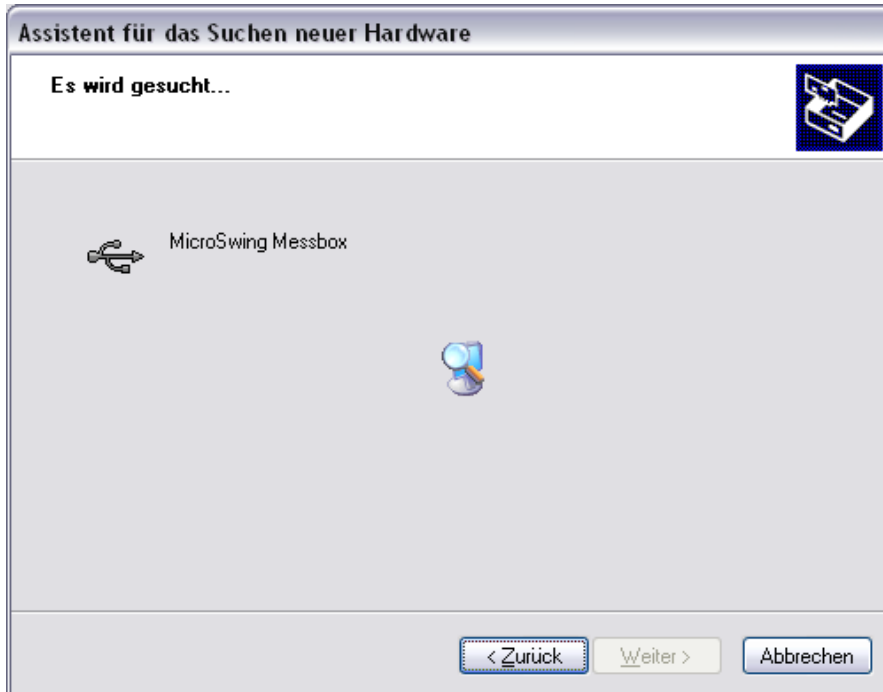 Assistent für das Suchen neuer Hardware
Es wird gesucht...
MicroSwing Messbox
< Zurück
Weiter >
Abbrechen